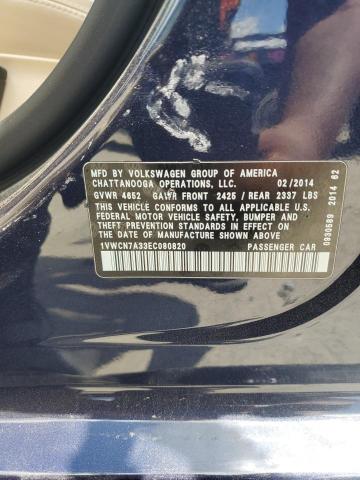 MFD BY VOLKSWAGEN GROUP OF AMERICA
CHATTANOOGA OPERATIONS, LLC. 02/2014
GVWR 4652 GAWR FRONT 2425 / REAR 2337 LBS
THIS VEHICLE CONFORMS TO ALL APPLICABLE U.S.
FEDERAL MOTOR VEHICLE SAFETY, BUMPER AND
THEFT PREVENTION STANDARDS IN EFFECT ON THE
DATE OF MANUFACTURE SHOWN ABOVE
1VWCN7A33EC080820 PASSENGER CAR
0930589 2014 62